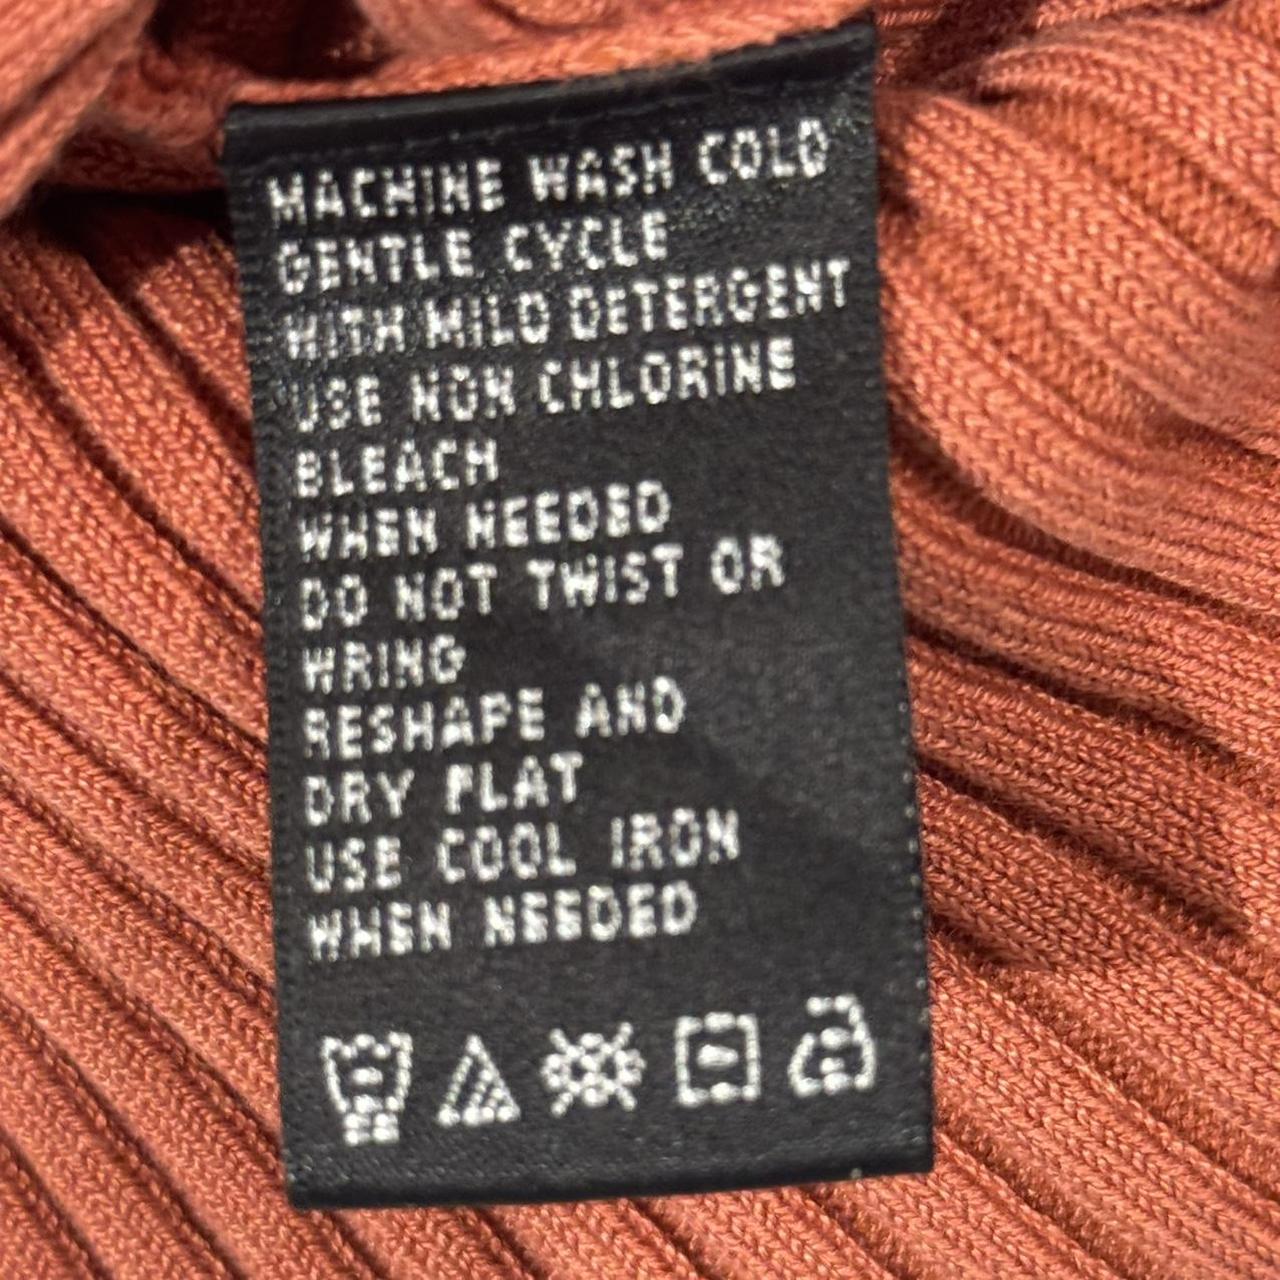 MACHINE WASH COLD
GENTLE CYCLE
WITH MILD DETERGENT
USE NON CHLORINE
BLEACH
WHEN NEEDED
DO NOT TWIST OR
WRING
RESHAPE AND
DRY FLAT
USE COOL IRON
WHEN NEEDED